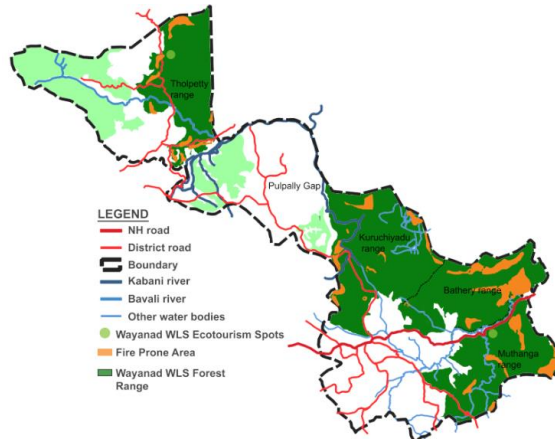 Tholpetty
range
Pulpally Gap
Kuruchiyadu
range
Bathery range
Muthanga
range
LEGEND
NH road
District road
Boundary
Kabani river
Bavali river
Other water bodies
Wayanad WLS Ecotourism Spots
Fire Prone Area
Wayanad WLS Forest
Range